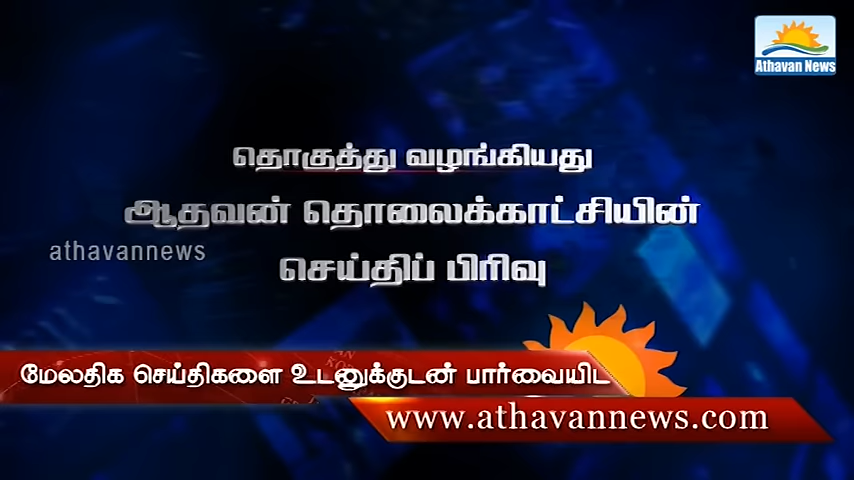 Athavan News
தொகுத்து வழங்கியது
ஆதவன் தொலைக்காட்சியின்
athavannews
செய்திப் பிரிவு
மேலதிக செய்திகளை உடனுக்குடன் பார்வையிட
www.athavannews.com